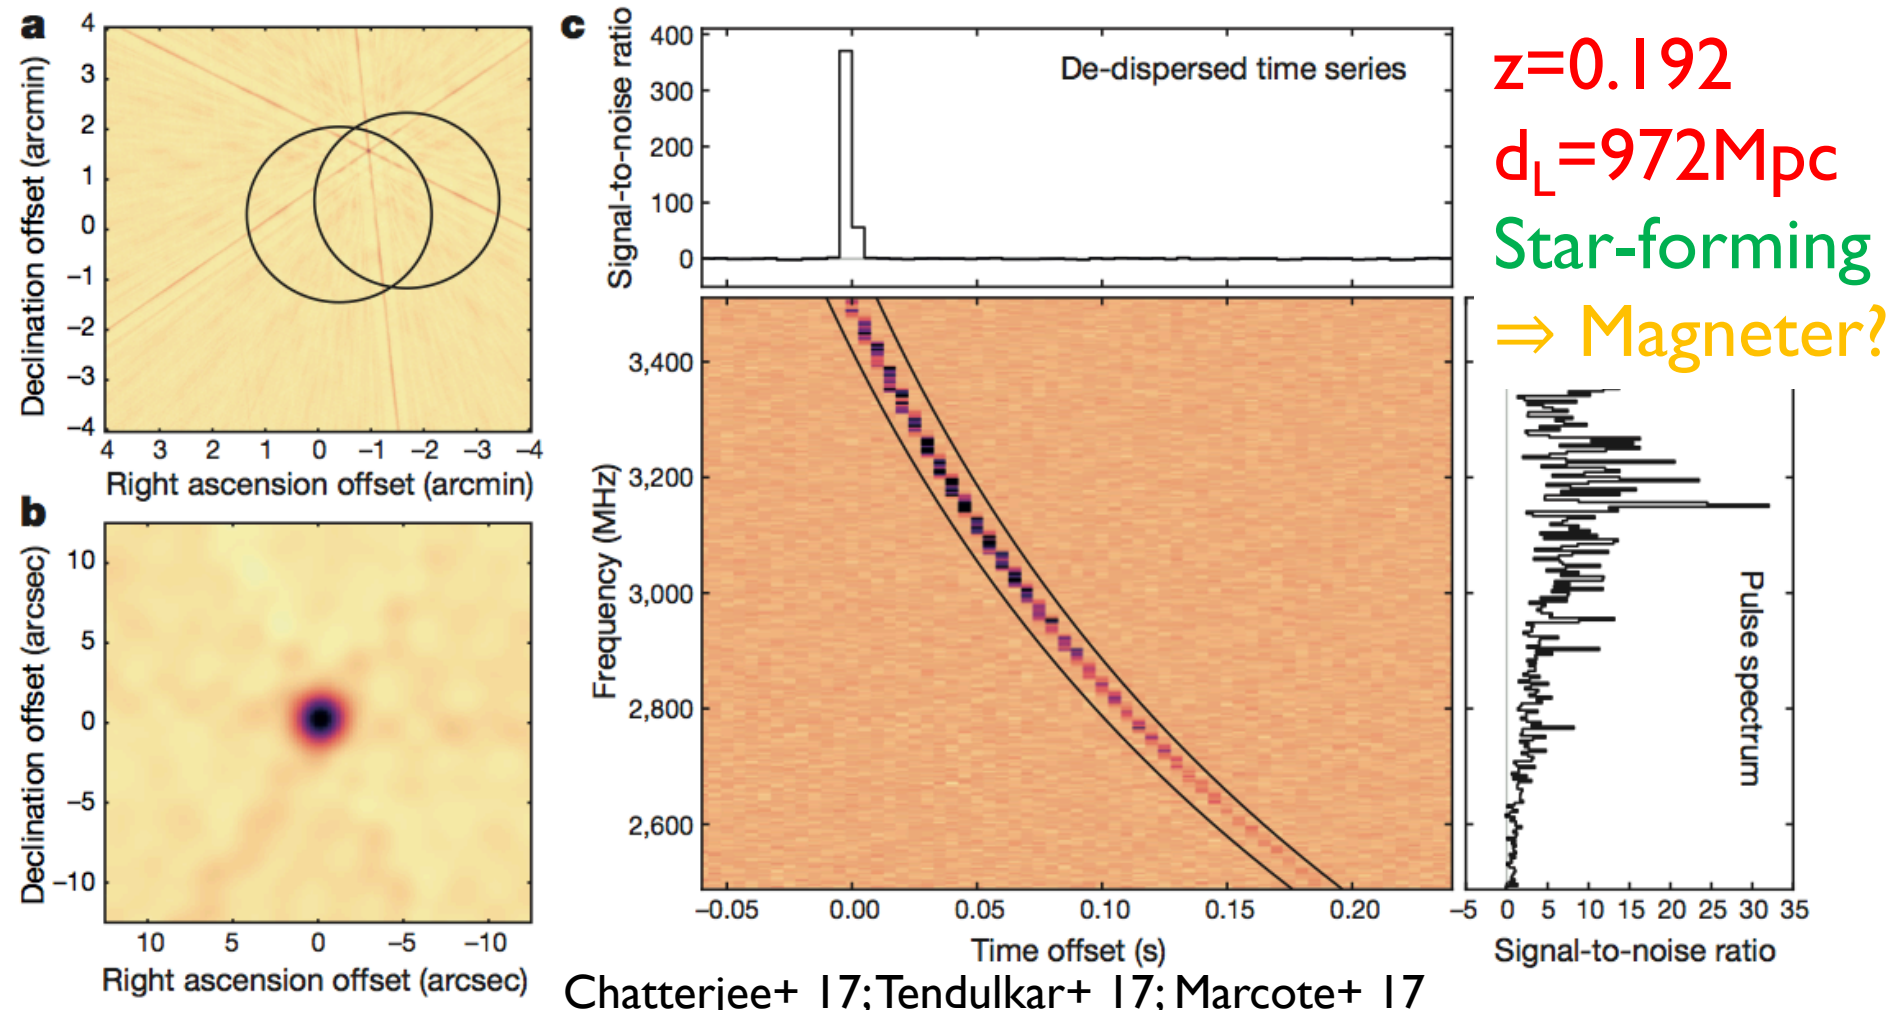 a
4
3
2
1
0
−1
−2
−3
−4
Declination offset (arcmin)
4 3 2 1 0 −1 −2 −3 −4
Right ascension offset (arcmin)
b
10
5
0
−5
−10
Declination offset (arcsec)
10 5 0 −5 −10
Right ascension offset (arcsec)
c
400
300
200
100
0
Signal-to-noise ratio
De-dispersed time series
3,400
3,200
3,000
2,800
2,600
Frequency (MHz)
−0.05 0.00 0.05 0.10 0.15 0.20
Time offset (s)
Pulse spectrum
−5 0 5 10 15 20 25 30 35
Signal-to-noise ratio
z=0.192
dL=972Mpc
Star-forming
⇒ Magneter?
Chatterjee+ 17; Tendulkar+ 17; Marcote+ 17